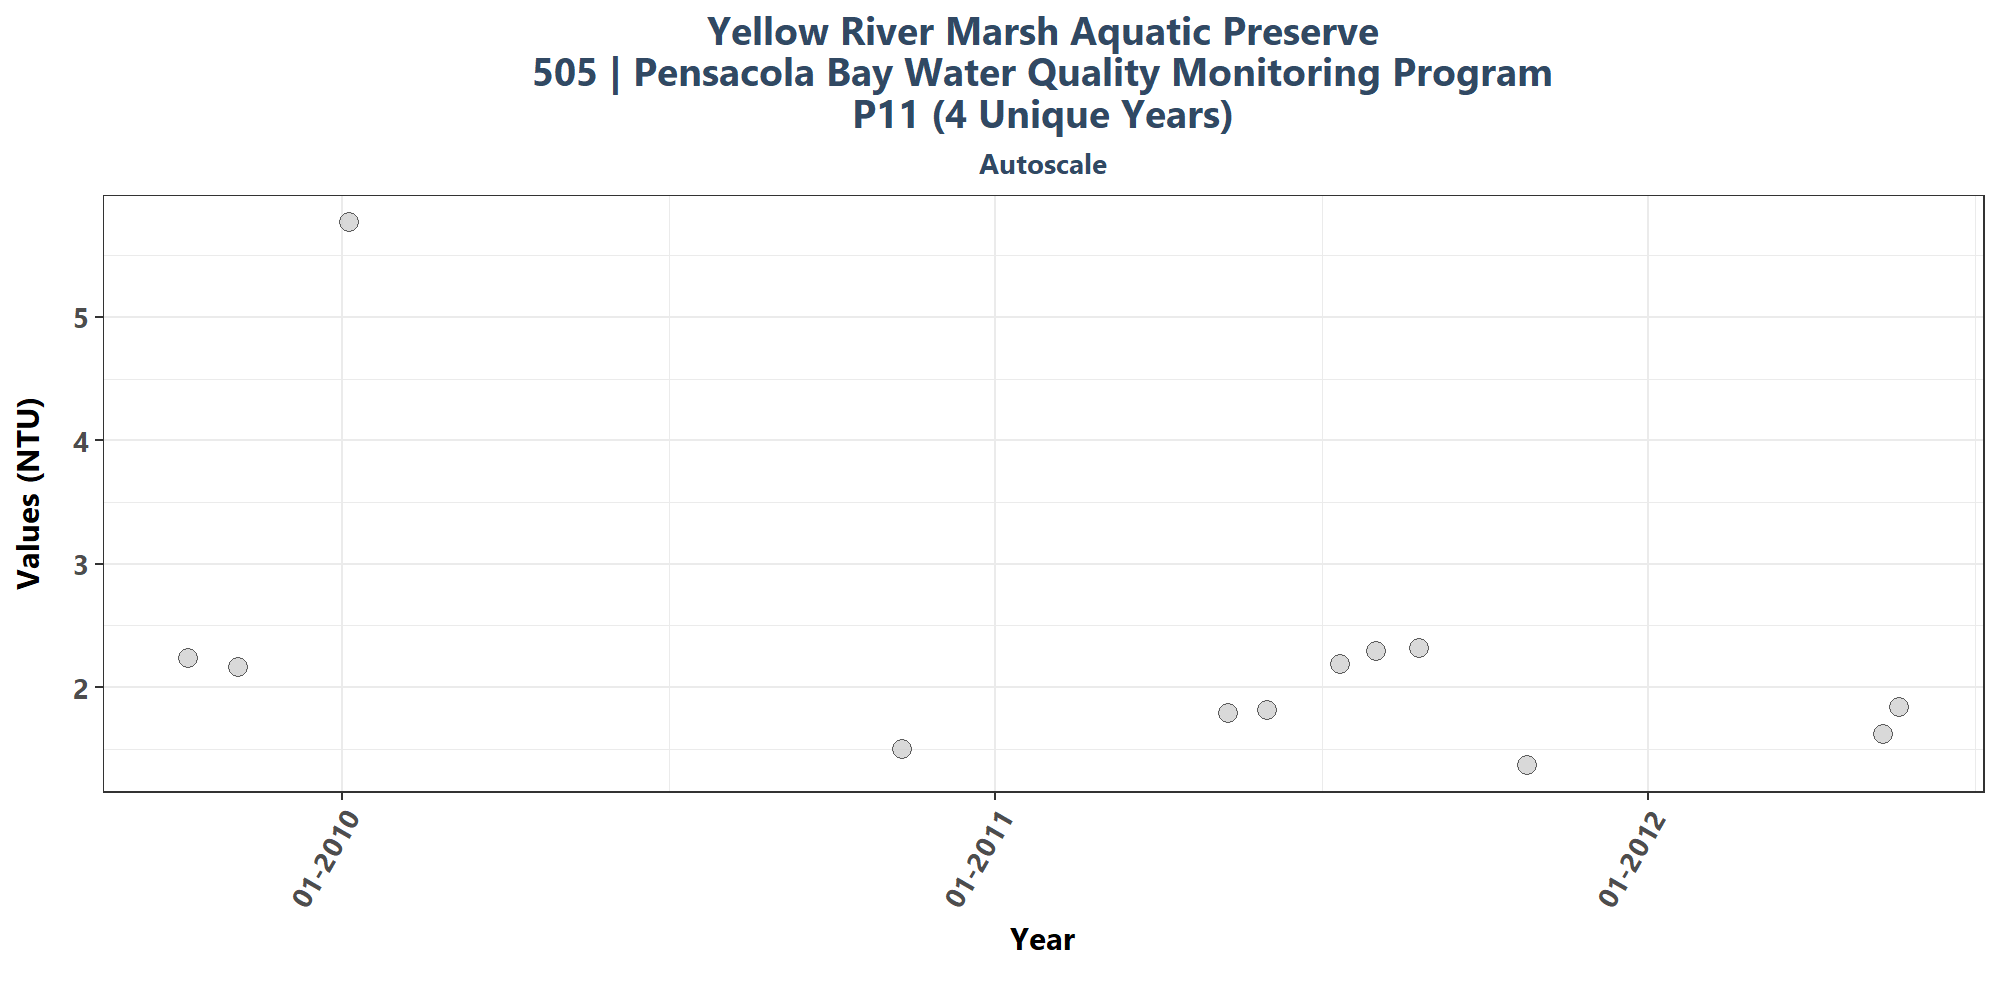 Yellow River Marsh Aquatic Preserve
505 | Pensacola Bay Water Quality Monitoring Program
P11 (4 Unique Years)
Autoscale
Values (NTU)
5
4
3
2
01-2010
01-2011
01-2012
Year